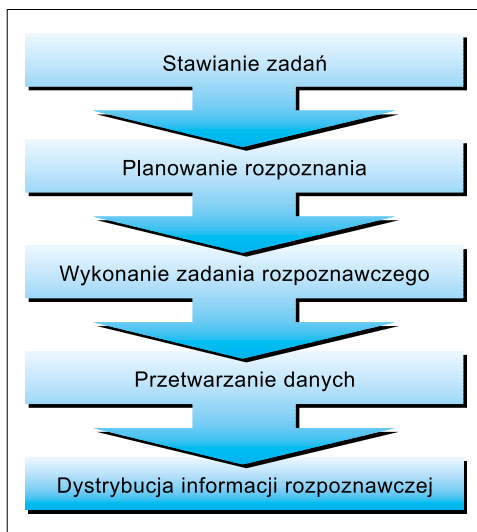 Stawianie zadań
Planowanie rozpoznania
Wykonanie zadania rozpoznawczego
Przetwarzanie danych
Dystrybucja informacji rozpoznawczej